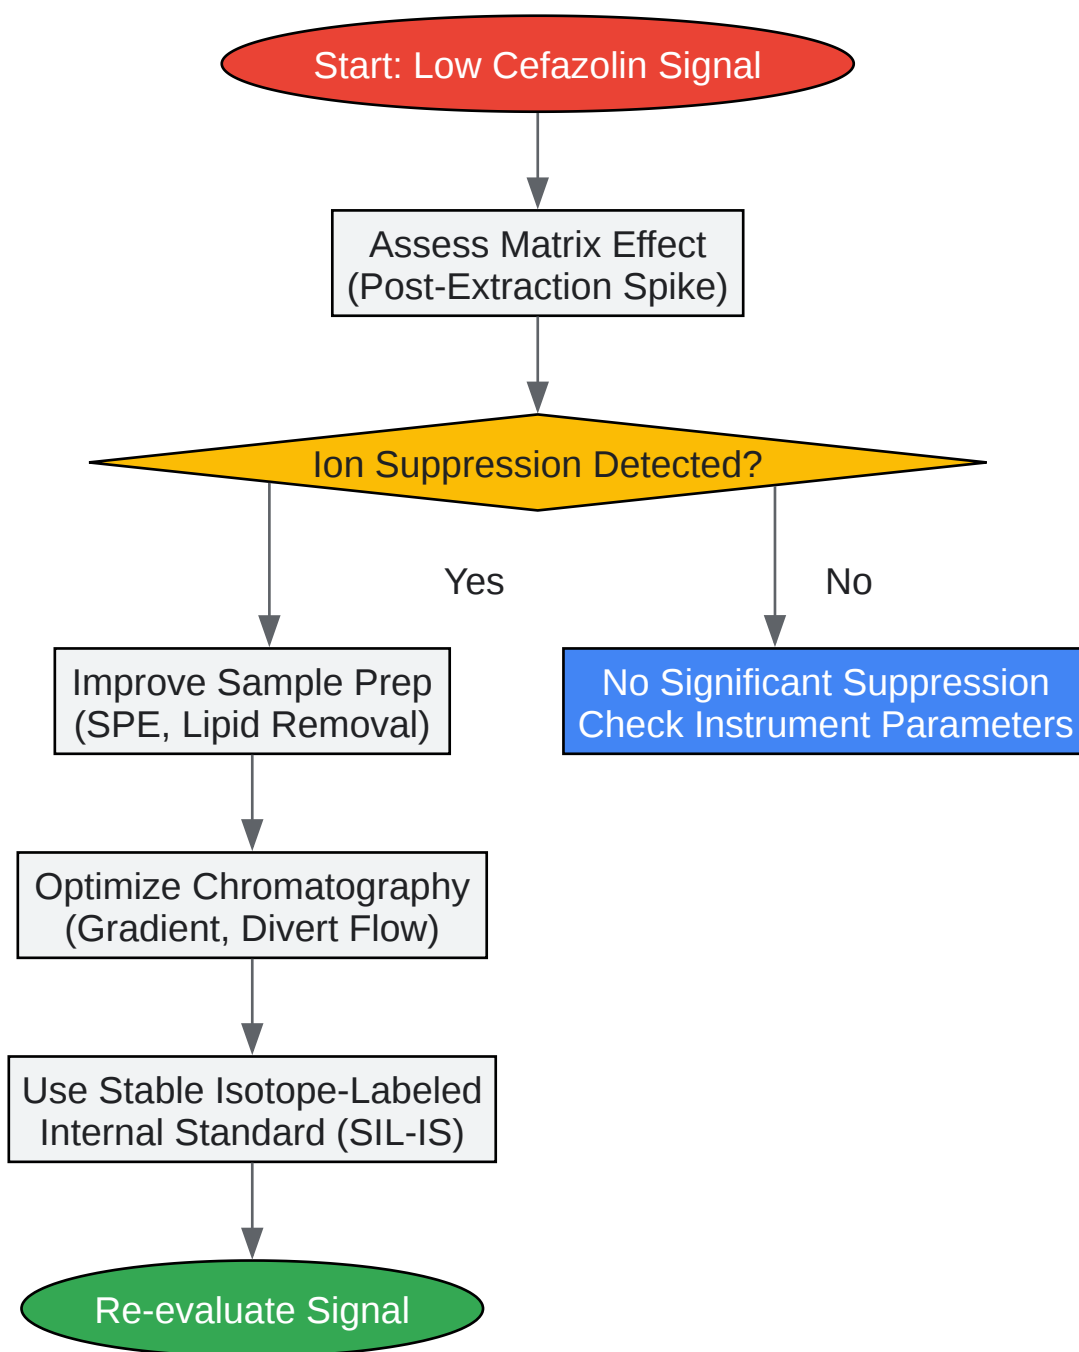 Start: Low Cefazolin Signal
Assess Matrix Effect
(Post-Extraction Spike)
Ion Suppression Detected?
Yes
No
Improve Sample Prep
(SPE, Lipid Removal)
No Significant Suppression
Check Instrument Parameters
Optimize Chromatography
(Gradient, Divert Flow)
Use Stable Isotope-Labeled
Internal Standard (SIL-IS)
Re-evaluate Signal